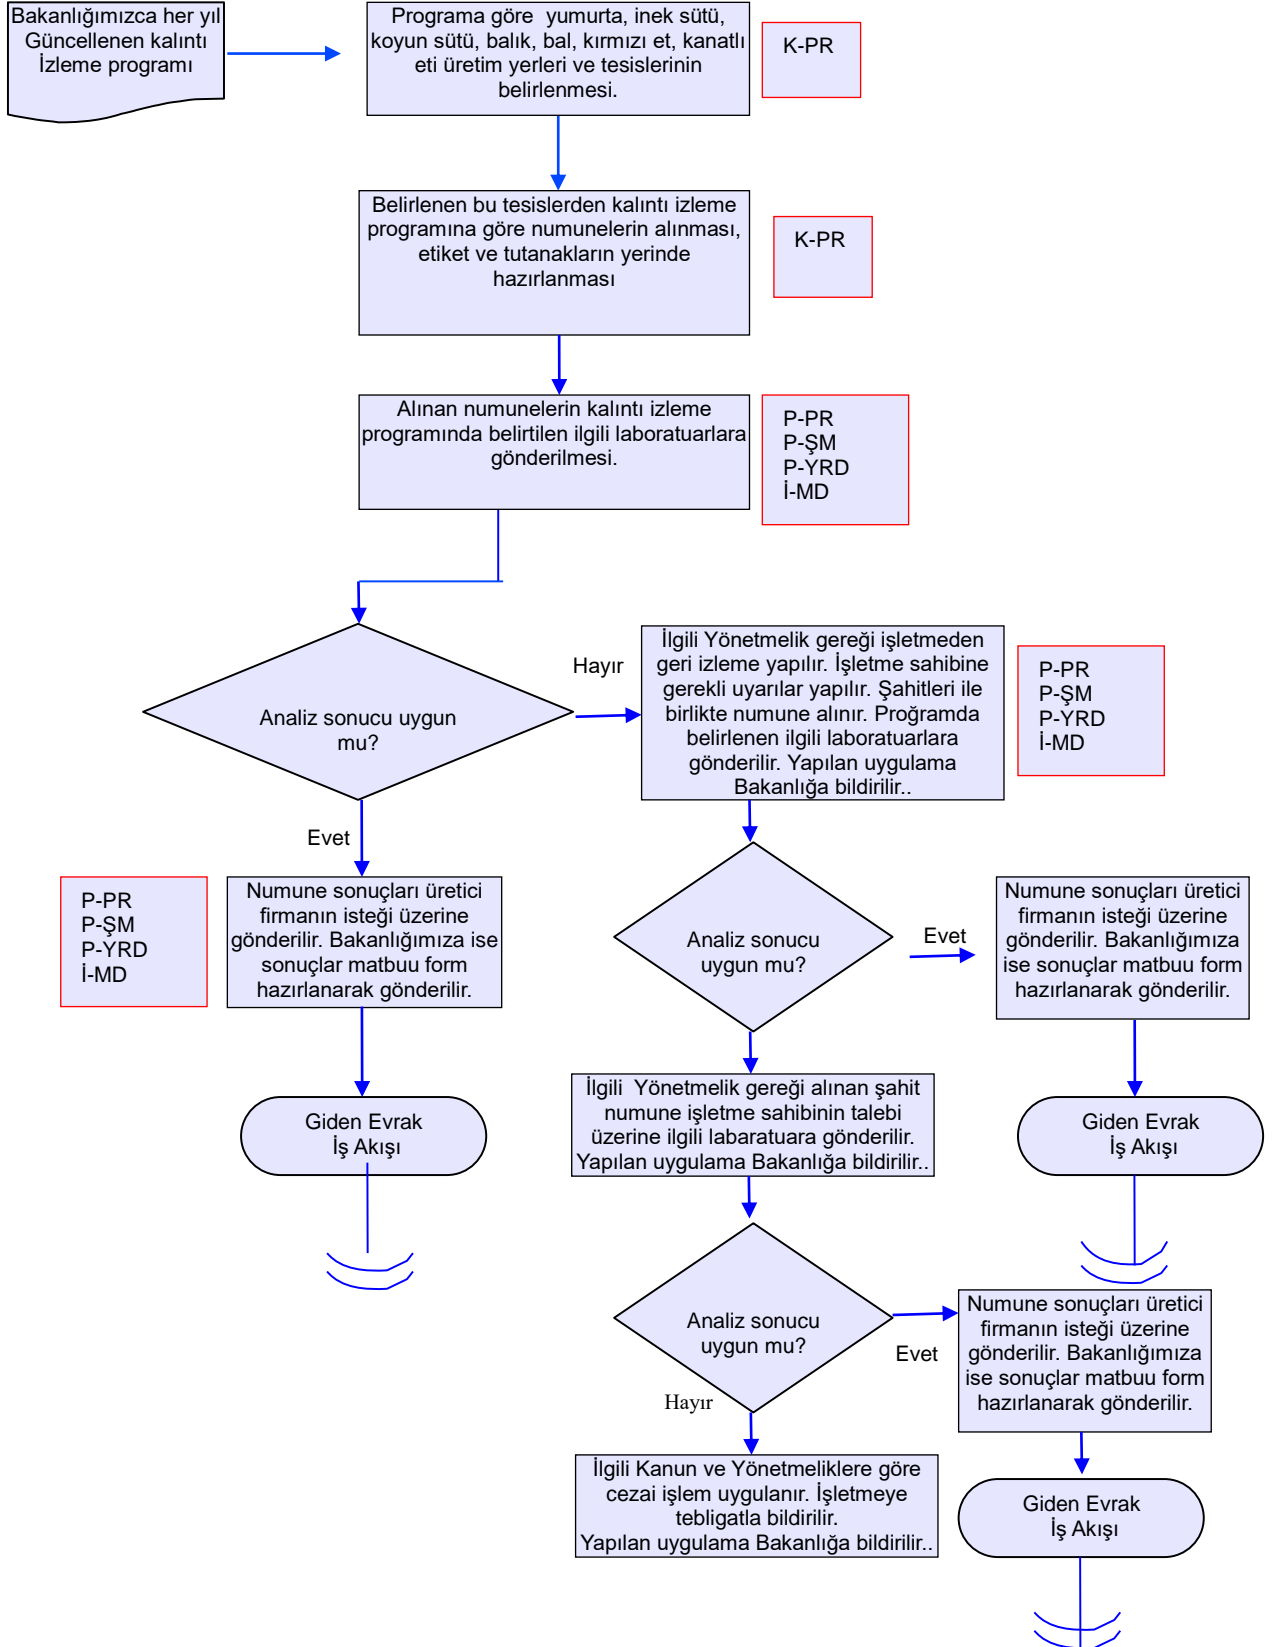 Bakanlığımızca her yıl
Güncellenen kalıntı
İzleme programı
Programa göre  yumurta, inek sütü,
koyun sütü, balık, bal, kırmızı et, kanatlı
eti üretim yerleri ve tesislerinin
belirlenmesi.
K-PR
Belirlenen bu tesislerden kalıntı izleme
programına göre numunelerin alınması,
etiket ve tutanakların yerinde
hazırlanması
K-PR
Alınan numunelerin kalıntı izleme
programında belirtilen ilgili laboratuarlara
gönderilmesi.
P-PR
P-ŞM
P-YRD
İ-MD
Analiz sonucu uygun
mu?
Hayır
İlgili Yönetmelik gereği işletmeden
geri izleme yapılır. İşletme sahibine
gerekli uyarılar yapılır. Şahitleri ile
birlikte numune alınır. Proğramda
belirlenen ilgili laboratuarlara
gönderilir. Yapılan uygulama
Bakanlığa bildirilir..
P-PR
P-ŞM
P-YRD
İ-MD
Evet
P-PR
P-ŞM
P-YRD
İ-MD
Numune sonuçları üretici
firmanın isteği üzerine
gönderilir. Bakanlığımıza ise
sonuçlar matbuu form
hazırlanarak gönderilir.
Analiz sonucu
uygun mu?
Evet
Numune sonuçları üretici
firmanın isteği üzerine
gönderilir. Bakanlığımıza
ise sonuçlar matbuu form
hazırlanarak gönderilir.
Giden Evrak
İş Akışı
İlgili  Yönetmelik gereği alınan şahit
numune işletme sahibinin talebi
üzerine ilgili labaratuara gönderilir.
Yapılan uygulama Bakanlığa bildirilir..
Giden Evrak
İş Akışı
Analiz sonucu
uygun mu?
Evet
Numune sonuçları üretici
firmanın isteği üzerine
gönderilir. Bakanlığımıza
ise sonuçlar matbuu form
hazırlanarak gönderilir.
Hayır
İlgili Kanun ve Yönetmeliklere göre
cezai işlem uygulanır. İşletmeye
tebligatla bildirilir.
Yapılan uygulama Bakanlığa bildirilir..
Giden Evrak
İş Akışı